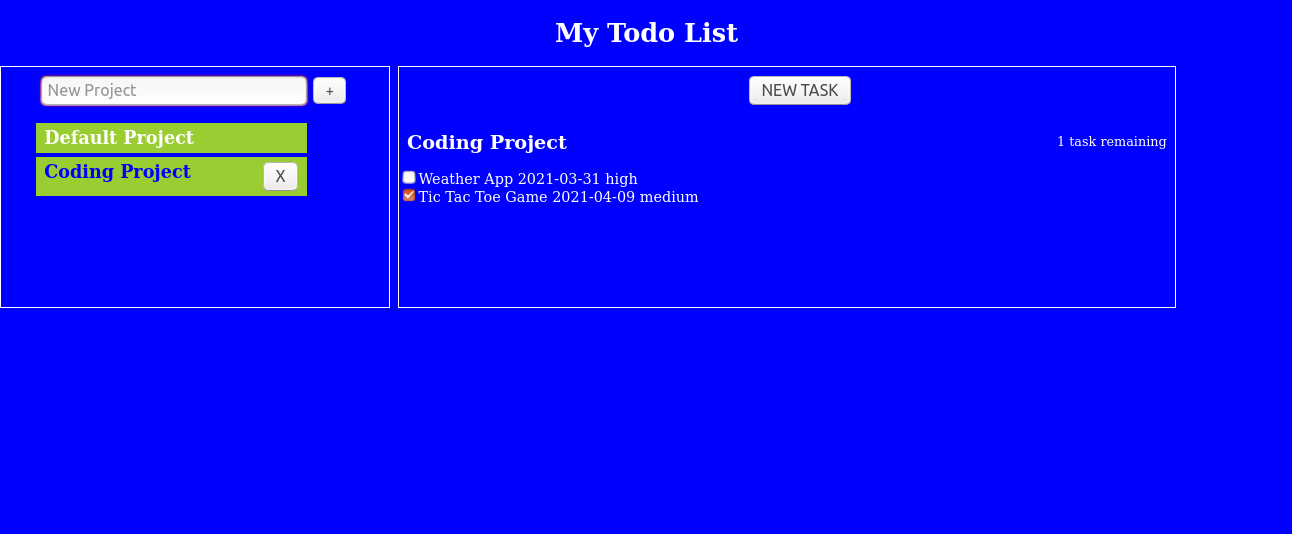 My Todo List
New Project +
Default Project
Coding Project X
NEW TASK
Coding Project 1 task remaining
Weather App 2021-03-31 high
Tic Tac Toe Game 2021-04-09 medium